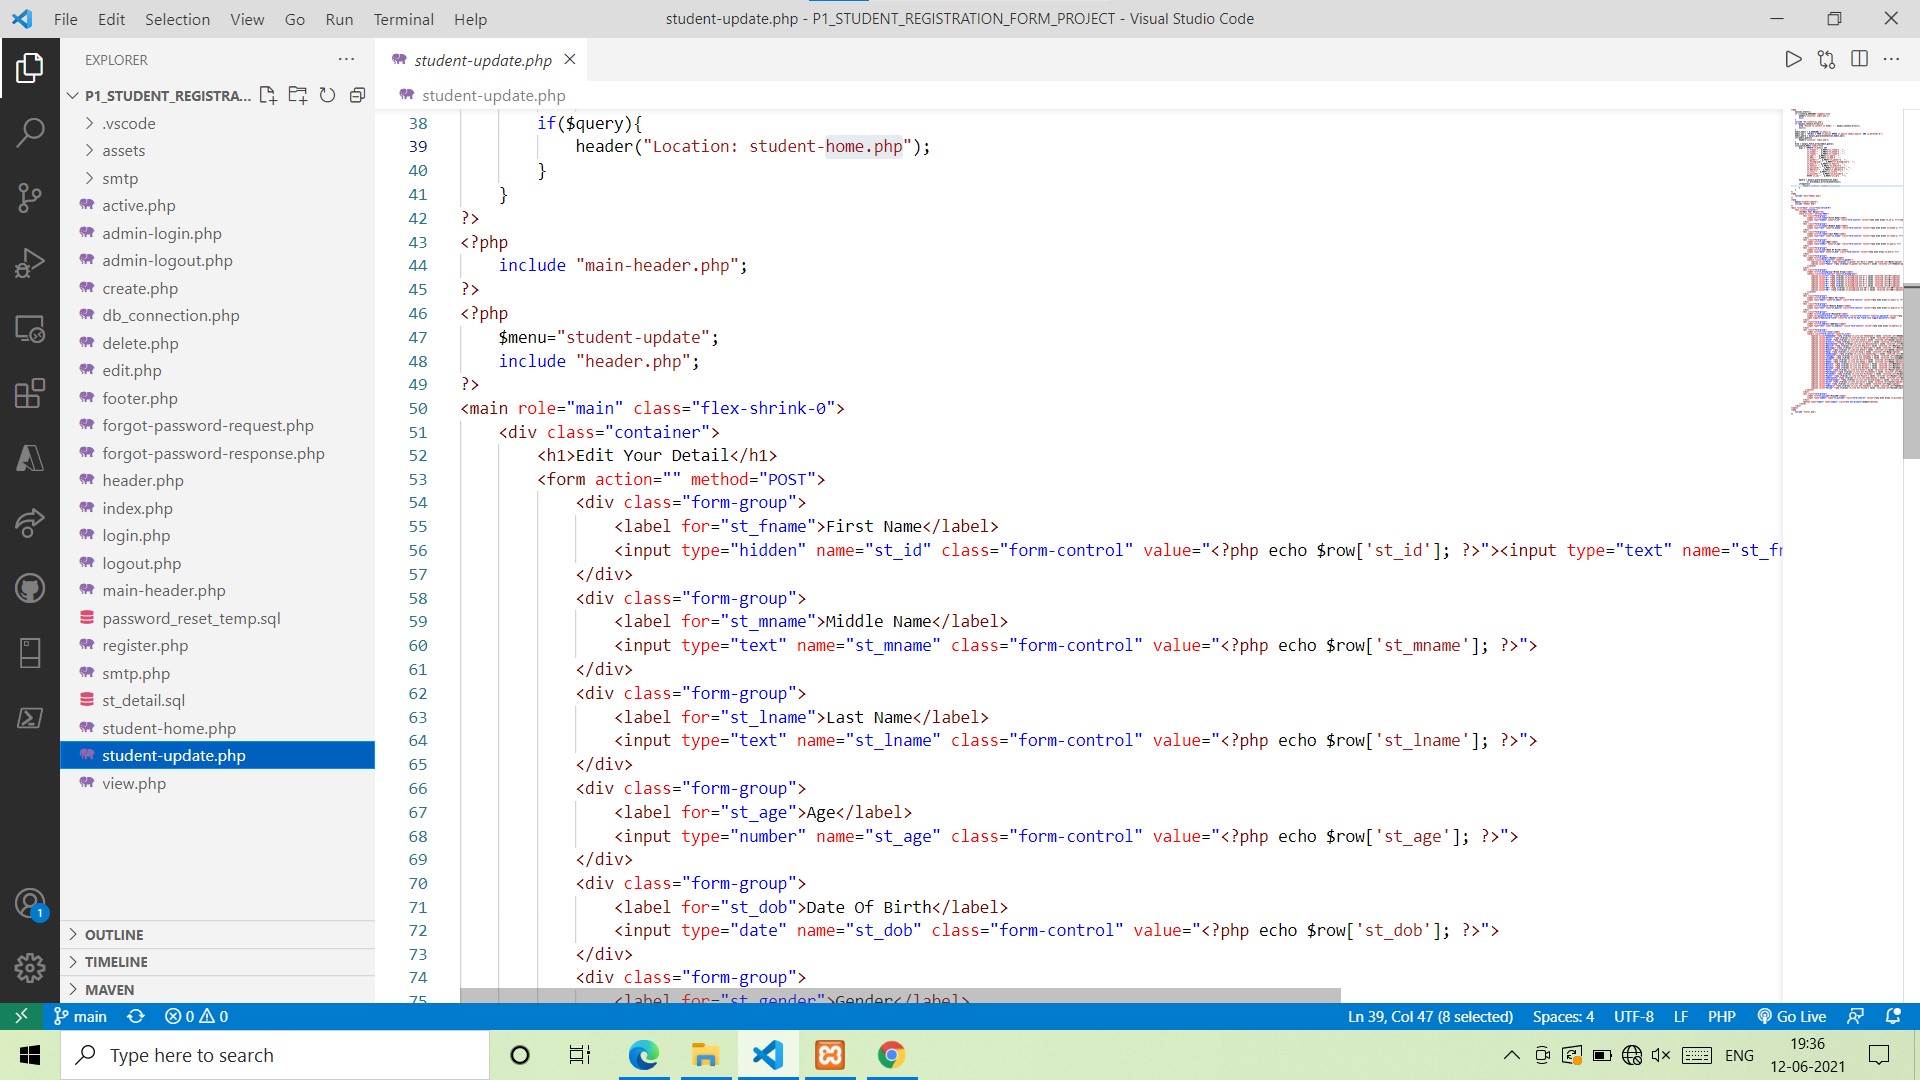 File Edit Selection View Go Run Terminal Help
student-update.php - P1_STUDENT_REGISTRATION_FORM_PROJECT - Visual Studio Code
EXPLORER
P1_STUDENT_REGISTRA...
.vscode
assets
smtp
active.php
admin-login.php
admin-logout.php
create.php
db_connection.php
delete.php
edit.php
footer.php
forgot-password-request.php
forgot-password-response.php
header.php
index.php
login.php
logout.php
main-header.php
password_reset_temp.sql
register.php
smtp.php
st_detail.sql
student-home.php
student-update.php
view.php
OUTLINE
TIMELINE
MAVEN
student-update.php
student-update.php
38 if($query){
39 header("Location: student-home.php");
40 }
41 }
42 ?>
43 <?php
44 include "main-header.php";
45 ?>
46 <?php
47 $menu="student-update";
48 include "header.php";
49 ?>
50 <main role="main" class="flex-shrink-0">
51 <div class="container">
52 <h1>Edit Your Detail</h1>
53 <form action="" method="POST">
54 <div class="form-group">
55 <label for="st_fname">First Name</label>
56 <input type="hidden" name="st_id" class="form-control" value="<?php echo $row['st_id']; ?>"><input type="text" name="st_fr
57 </div>
58 <div class="form-group">
59 <label for="st_mname">Middle Name</label>
60 <input type="text" name="st_mname" class="form-control" value="<?php echo $row['st_mname']; ?>">
61 </div>
62 <div class="form-group">
63 <label for="st_lname">Last Name</label>
64 <input type="text" name="st_lname" class="form-control" value="<?php echo $row['st_lname']; ?>">
65 </div>
66 <div class="form-group">
67 <label for="st_age">Age</label>
68 <input type="number" name="st_age" class="form-control" value="<?php echo $row['st_age']; ?>">
69 </div>
70 <div class="form-group">
71 <label for="st_dob">Date Of Birth</label>
72 <input type="date" name="st_dob" class="form-control" value="<?php echo $row['st_dob']; ?>">
73 </div>
74 <div class="form-group">
75 <label for="st_gender">Gender</label>
1
main 0 0
Ln 39, Col 47 (8 selected) Spaces: 4 UTF-8 LF PHP Go Live
Type here to search
ENG
19:36
12-06-2021